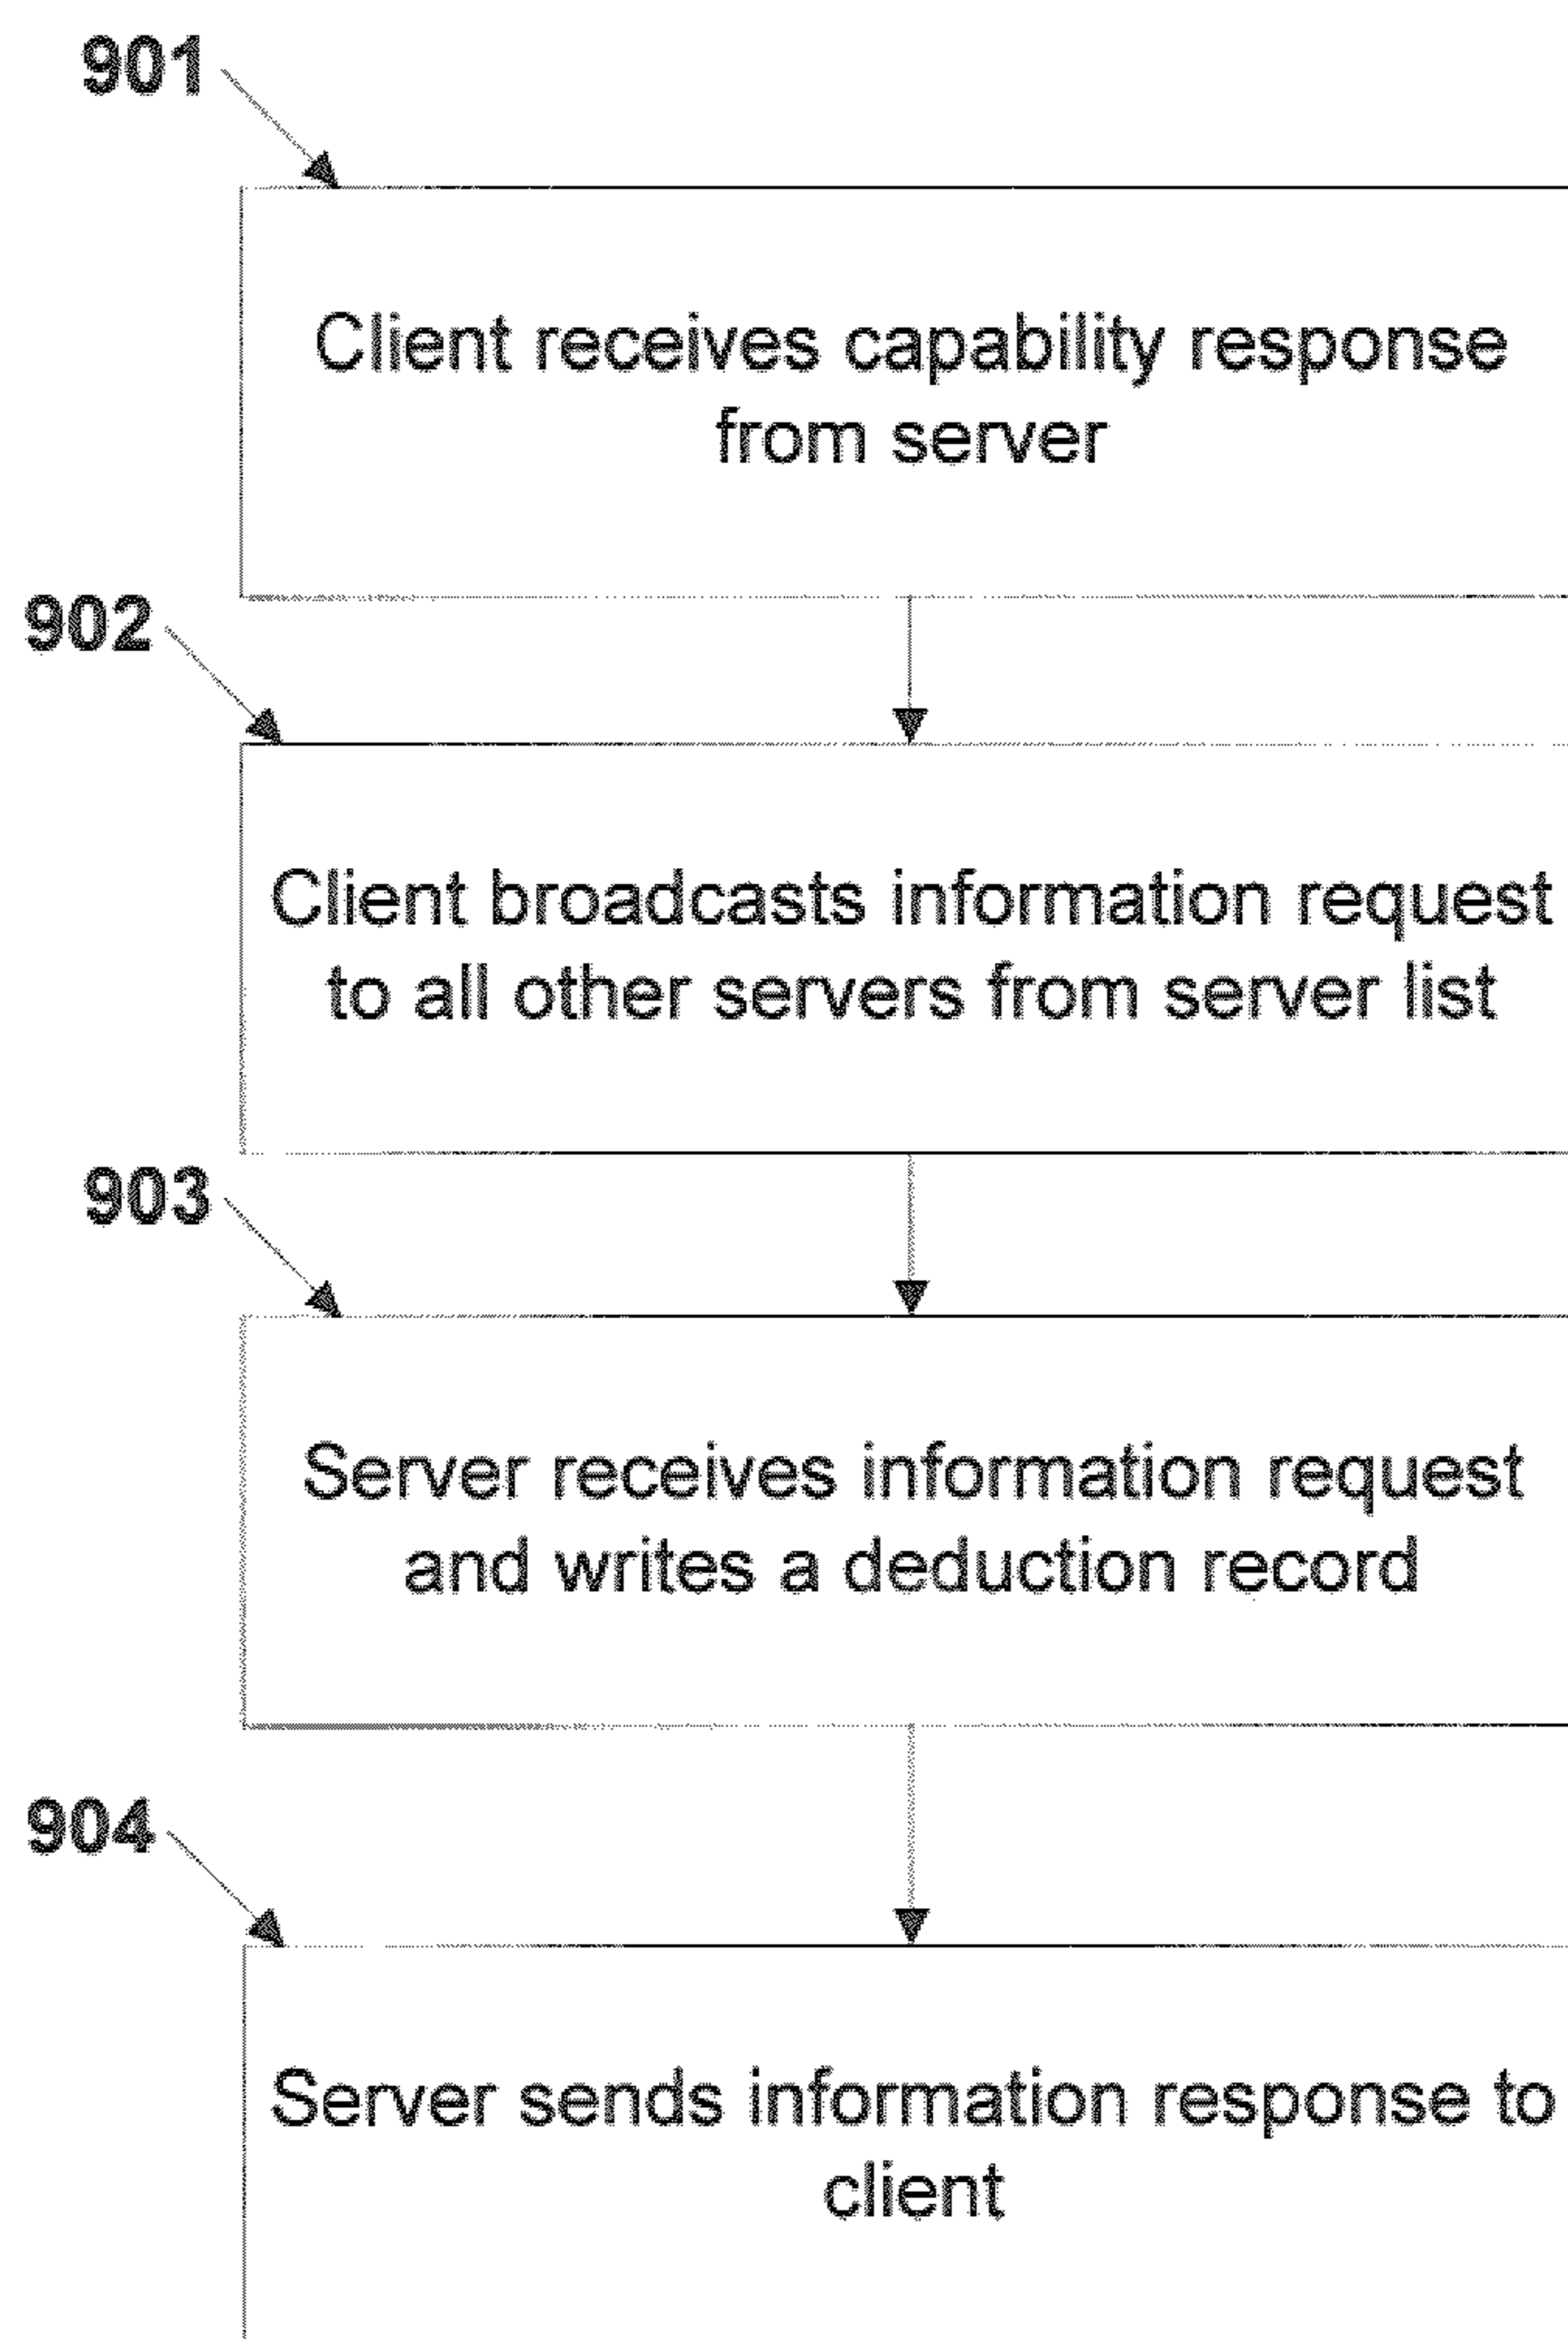 901
Client receives capability response
from server
902
Client broadcasts information request
to all other servers from server list
903
Server receives information request
and writes a deduction record
904
Server sends information response to
client